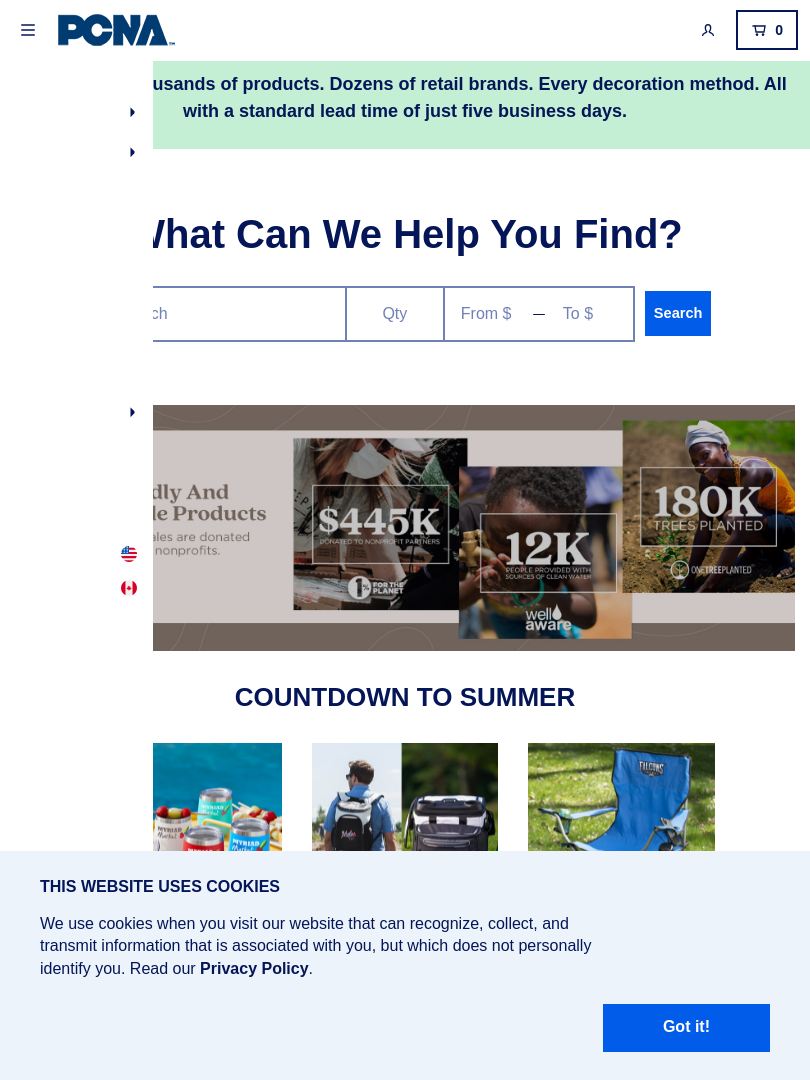 PCNA
0
usands of products. Dozens of retail brands. Every decoration method. All
with a standard lead time of just five business days.
What Can We Help You Find?
ch
Qty
From $ — To $
Search
dly And
le Products
ales are donated
nonprofits.
$445K
DONATED TO NONPROFIT PARTNERS
FOR THE
PLANET
12K
PEOPLE PROVIDED WITH
SOURCES OF CLEAN WATER
well
aware
180K
TREES PLANTED
ONETREEPLANTED
COUNTDOWN TO SUMMER
MYRIAD
MYRIAD
MYRIAD
FALCONS
THIS WEBSITE USES COOKIES
We use cookies when you visit our website that can recognize, collect, and
transmit information that is associated with you, but which does not personally
identify you. Read our Privacy Policy.
Got it!